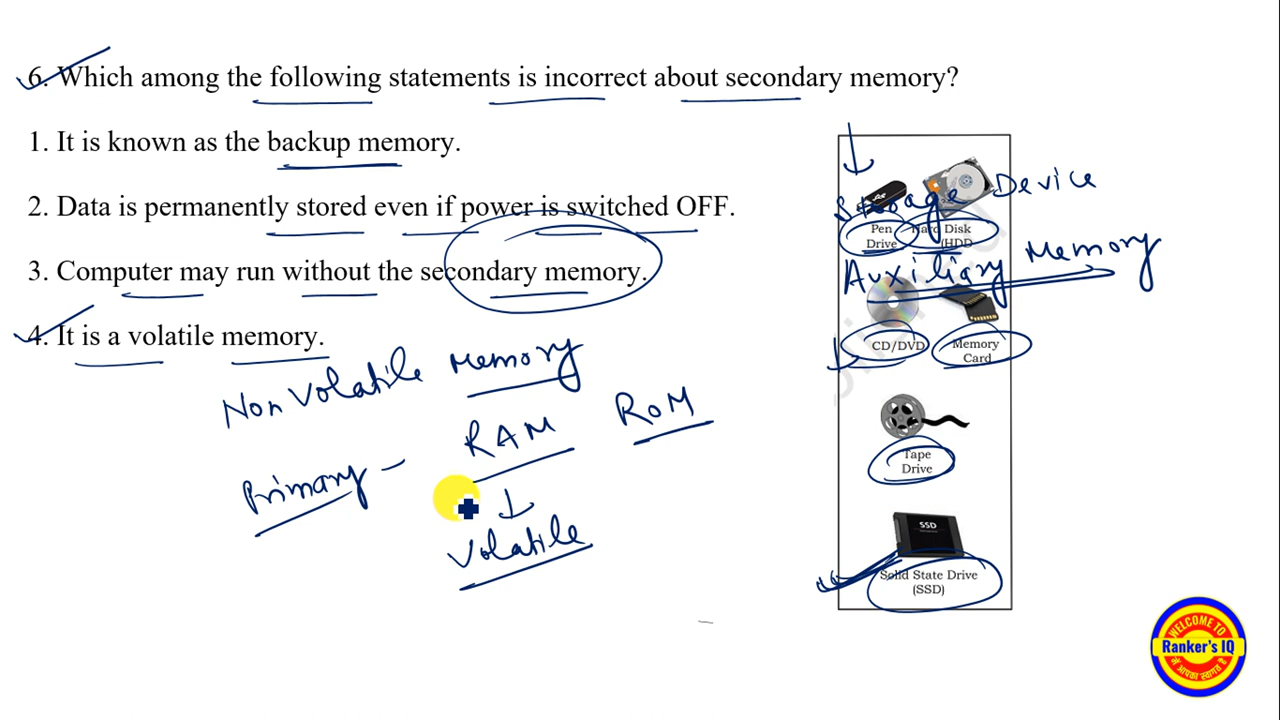 6. Which among the following statements is incorrect about secondary memory?
1. It is known as the backup memory.
2. Data is permanently stored even if power is switched OFF.
3. Computer may run without the secondary memory.
4. It is a volatile memory.
Non Volatile Memory
Primary - RAM ROM
Volatile
Storage Device
Pen Drive
Hard Disk (HDD
Auxiliary Memory
CD/DVD
Memory Card
Tape Drive
SSD
Solid State Drive (SSD)
WELCOME TO
Ranker's IQ
में आपका स्वागत है